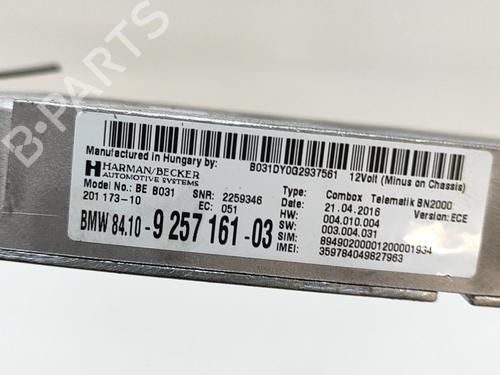 B-PARTS
Manufactured in Hungary by:
B031DY0G2937561
12Volt (Minus on Chassis)
HARMAN/BECKER
AUTOMOTIVE SYSTEMS
Model No.: BE B031
201 173-10
SNR: 2259346
EC: 051
Type: Combox Telematik BN2000
Date: 21.04.2016
Version: ECE
HW: 004.010.004
SW: 003.004.031
SIM: 89490200001200001934
IMEI: 359784049827963
BMW 84.10-9 257 161-03